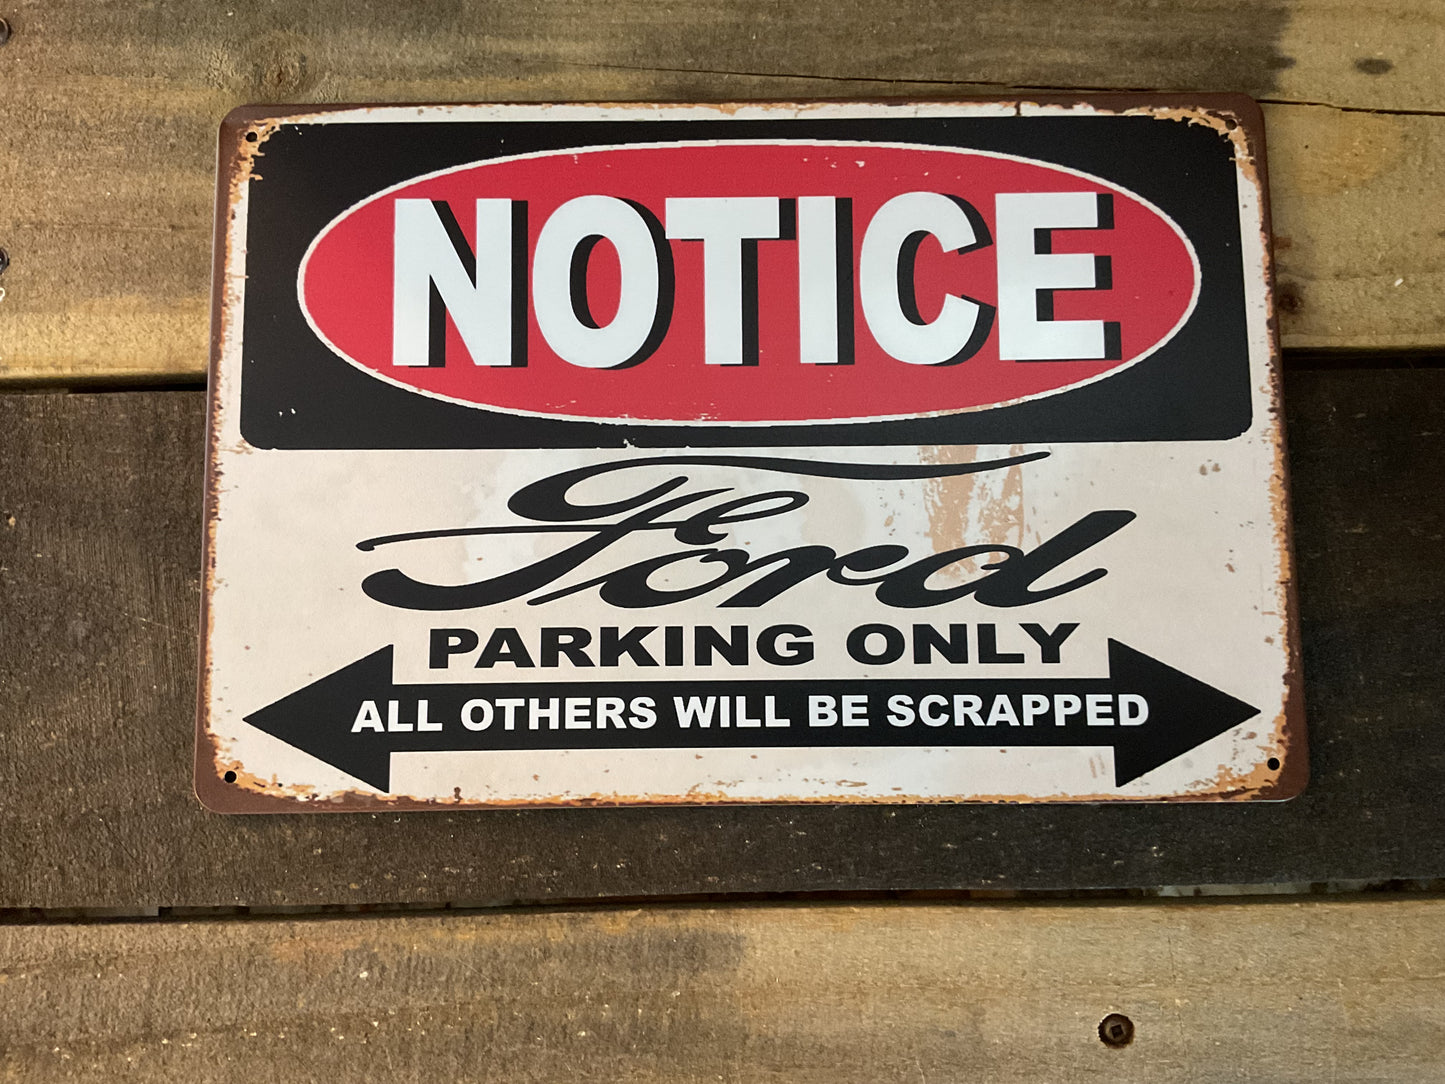 NOTICE
Ford
PARKING ONLY
ALL OTHERS WILL BE SCRAPPED